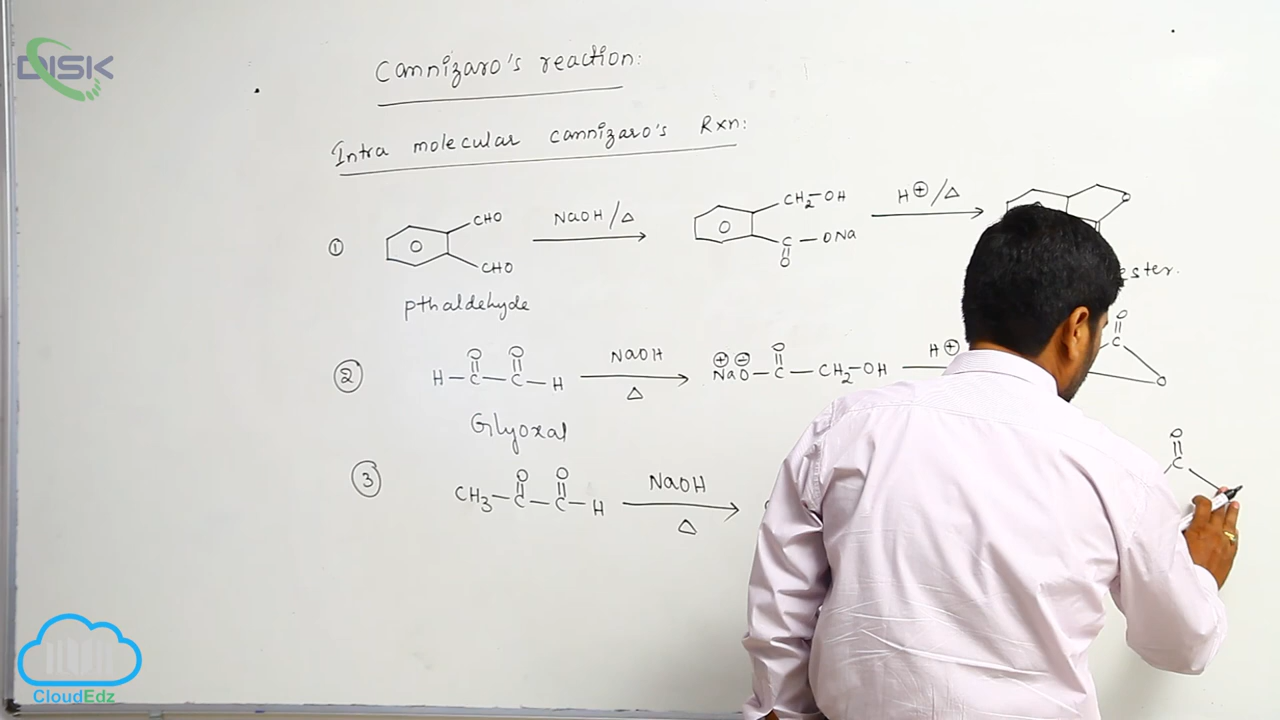 DISK
Cannizaro's reaction:
Intra molecular cannizaro's Rxn:
① CHO CHO NaOH/△ CH2-OH C-ONa O H⊕/△ O
pthaldehyde
ester.
② H-C-C-H O O NaOH △ ⊕ ⊖ NaO-C-CH2-OH O H⊕ O C O
Glyoxal
③ CH3-C-C-H O O NaOH △ O C
CloudEdz